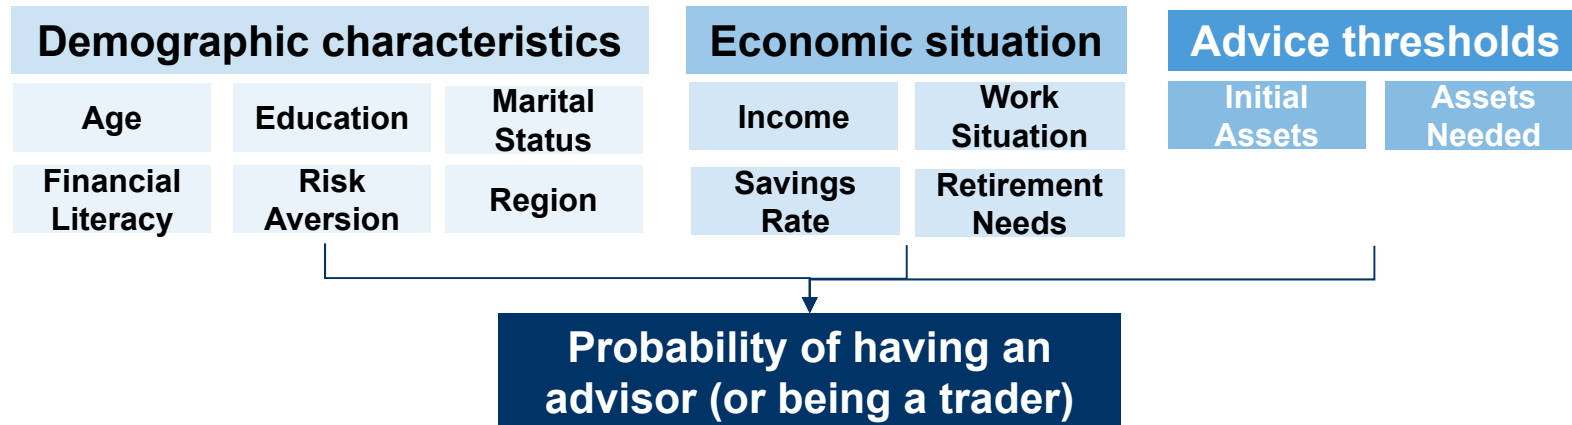 Demographic characteristics
Economic situation
Advice thresholds
Age
Education
Marital
Status
Financial
Literacy
Risk
Aversion
Region
Income
Work
Situation
Savings
Rate
Retirement
Needs
Initial
Assets
Assets
Needed
Probability of having an
advisor (or being a trader)